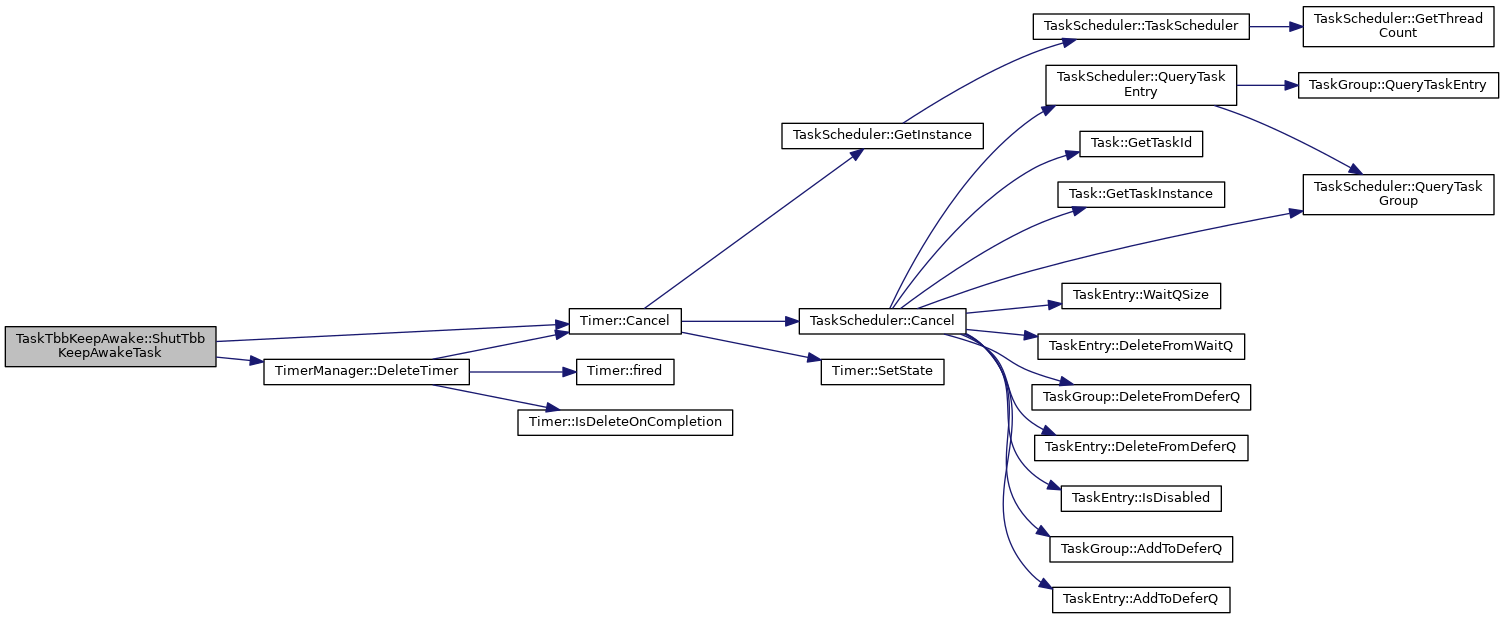 TaskTbbKeepAwake::ShutTbb
KeepAwakeTask
Timer::Cancel
TimerManager::DeleteTimer
Timer::fired
Timer::IsDeleteOnCompletion
TaskScheduler::GetInstance
TaskScheduler::Cancel
Timer::SetState
TaskScheduler::TaskScheduler
TaskScheduler::QueryTask
Entry
Task::GetTaskId
Task::GetTaskInstance
TaskEntry::WaitQSize
TaskEntry::DeleteFromWaitQ
TaskGroup::DeleteFromDeferQ
TaskEntry::DeleteFromDeferQ
TaskEntry::IsDisabled
TaskGroup::AddToDeferQ
TaskEntry::AddToDeferQ
TaskScheduler::GetThread
Count
TaskGroup::QueryTaskEntry
TaskScheduler::QueryTask
Group